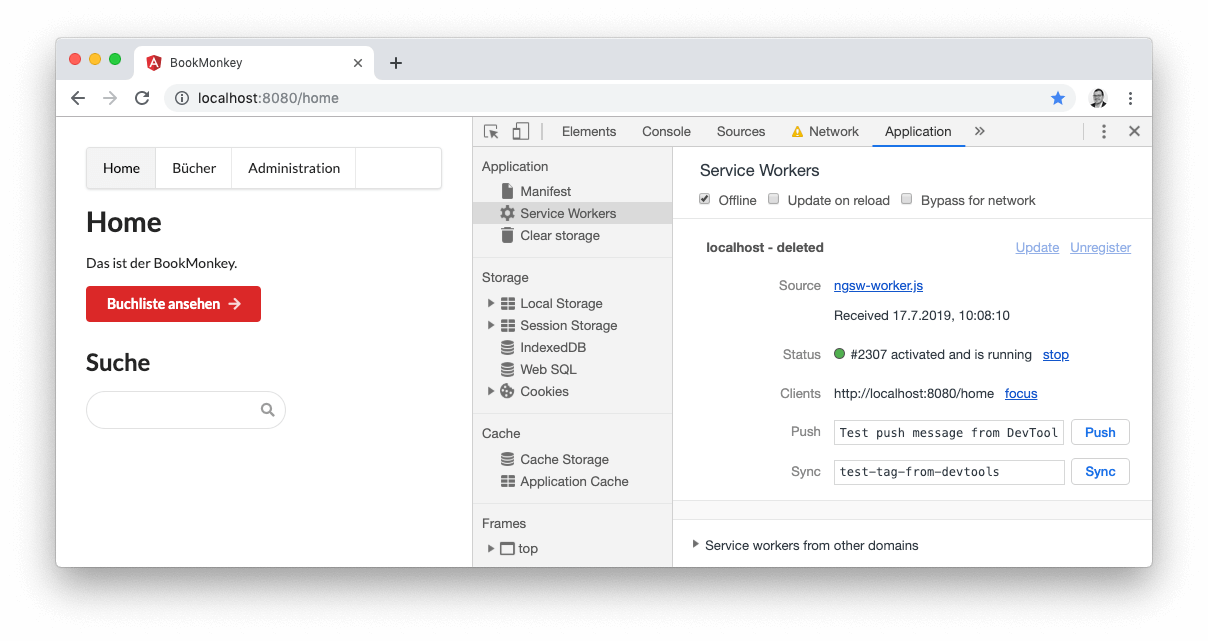 BookMonkey
localhost:8080/home
Home Bücher Administration
Home
Das ist der BookMonkey.
Buchliste ansehen
Suche
Elements Console Sources Network Application
Application
Manifest
Service Workers
Clear storage
Storage
Local Storage
Session Storage
IndexedDB
Web SQL
Cookies
Cache
Cache Storage
Application Cache
Frames
top
Service Workers
Offline Update on reload Bypass for network
localhost - deleted Update Unregister
Source ngsw-worker.js
Received 17.7.2019, 10:08:10
Status #2307 activated and is running stop
Clients http://localhost:8080/home focus
Push Test push message from DevTool Push
Sync test-tag-from-devtools Sync
Service workers from other domains